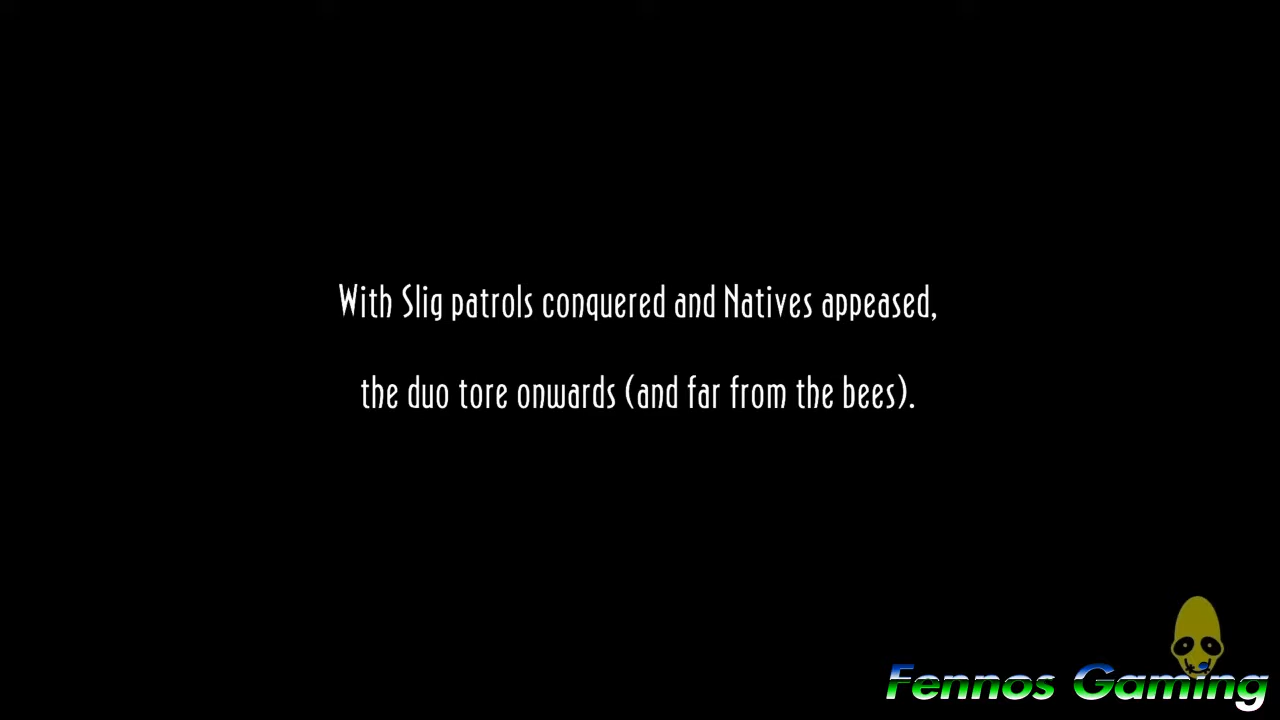 With Slig patrols conquered and Natives appeased,
the duo tore onwards (and far from the bees).
Fennos Gaming